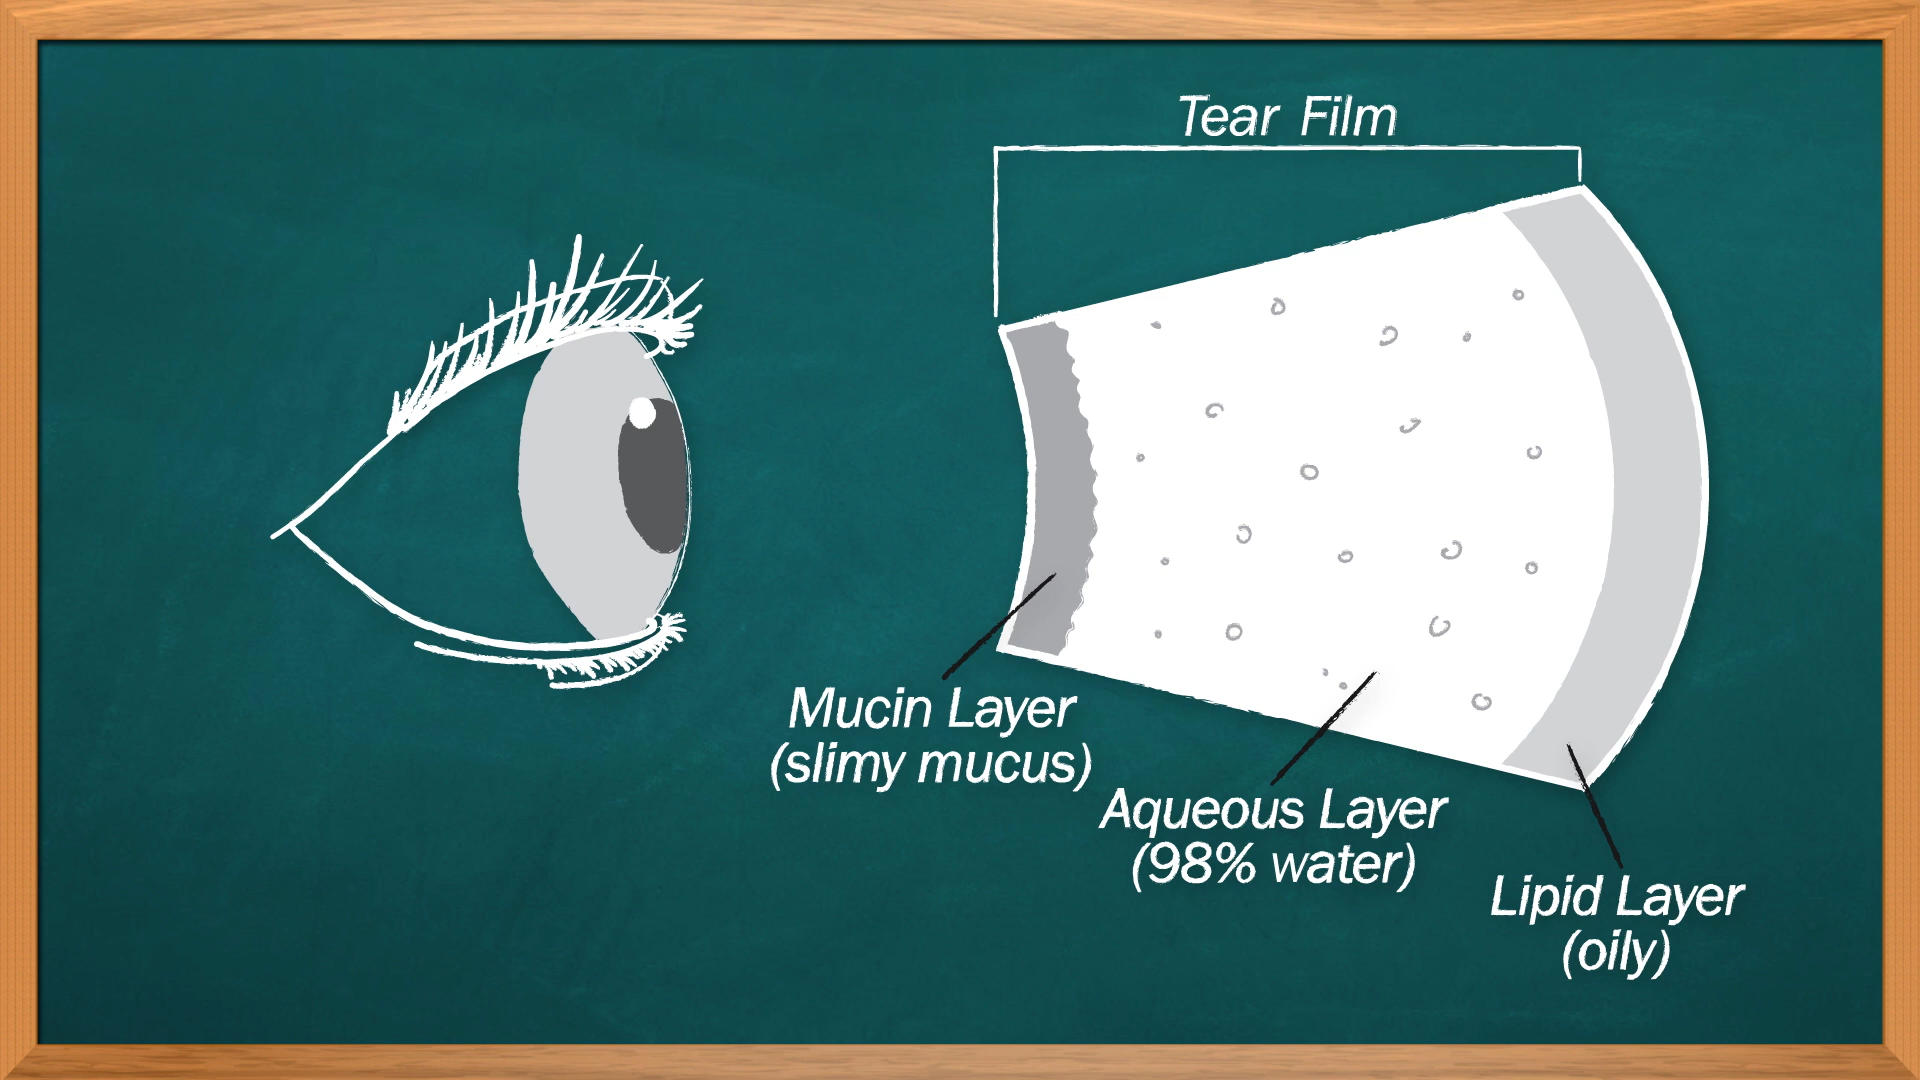 Tear Film
Mucin Layer
(slimy mucus)
Aqueous Layer
(98% water)
Lipid Layer
(oily)